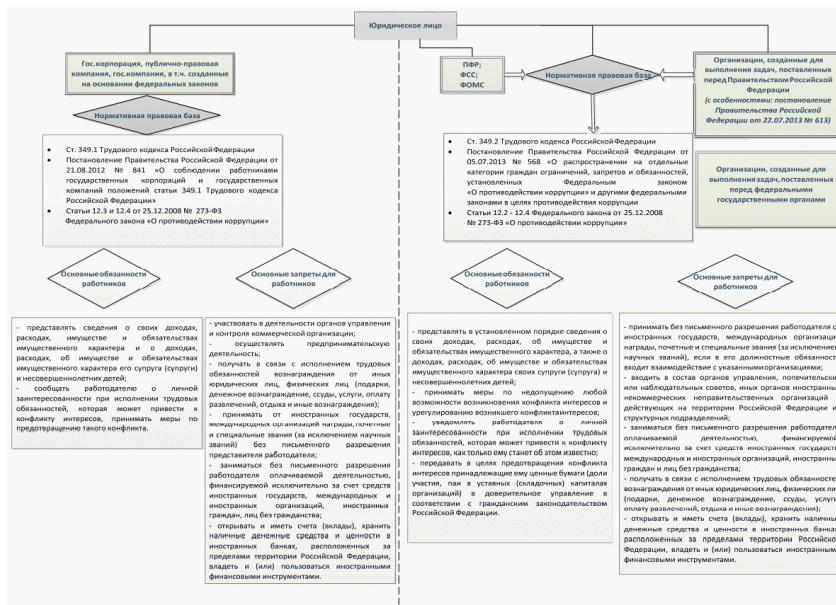 Юридическое лицо
Гос.корпорация, публично-правовая
компания, гос.компания, в т.ч. созданные
на основании федеральных законов
Нормативная правовая база
Ст. 349.1 Трудового кодекса Российской Федерации
Постановление Правительства Российской Федерации от
21.08.2012 № 841 «О соблюдении работниками
государственных корпораций и государственных
компаний положений статьи 349.1 Трудового кодекса
Российской Федерации»
Статьи 12.3 и 12.4 от 25.12.2008 № 273-ФЗ
Федерального закона «О противодействии коррупции»
Основные обязанности
работников
Основные запреты для
работников
- представлять сведения о своих доходах,
расходах, имуществе и обязательствах
имущественного характера и о доходах,
расходах, об имуществе и обязательствах
имущественного характера его супруга (супруги)
и несовершеннолетних детей;
- сообщать работодателю о личной
заинтересованности при исполнении трудовых
обязанностей, которая может привести к
конфликту интересов, принимать меры по
предотвращению такого конфликта.
- участвовать в деятельности органов управления
и контроля коммерческой организации;
- осуществлять предпринимательскую
деятельность;
- получать в связи с исполнением трудовых
обязанностей вознаграждения от иных
юридических лиц, физических лиц (подарки,
денежное вознаграждение, ссуды, услуги, оплату
развлечений, отдыха и иные вознаграждения);
- принимать от иностранных государств,
международных организаций награды, почетные
и специальные звания (за исключением научных
званий) без письменного разрешения
представителя работодателя;
- заниматься без письменного разрешения
работодателя оплачиваемой деятельностью,
финансируемой исключительно за счет средств
иностранных государств, международных и
иностранных организаций, иностранных
граждан, лиц без гражданства;
- открывать и иметь счета (вклады), хранить
наличные денежные средства и ценности в
иностранных банках, расположенных за
пределами территории Российской Федерации,
владеть и (или) пользоваться иностранными
финансовыми инструментами.
ПФР;
ФСС;
ФОМС
Нормативная правовая база
Организации, созданные для
выполнения задач, поставленных
перед Правительством Российской
Федерации
(с особенностями: постановление
Правительства Российской
Федерации от 22.07.2013 № 613)
Ст. 349.2 Трудового кодекса Российской Федерации
Постановление Правительства Российской Федерации от
05.07.2013 № 568 «О распространении на отдельные
категории граждан ограничений, запретов и обязанностей,
установленных Федеральным законом
«О противодействии коррупции» и другими федеральными
законами в целях противодействия коррупции
Статьи 12.2 - 12.4 Федерального закона от 25.12.2008
№ 273-ФЗ «О противодействии коррупции»
Организации, созданные для
выполнения задач, поставленных
перед федеральными
государственными органами
Основные обязанности
работников
Основные запреты для
работников
- представлять в установленном порядке сведения о
своих доходах, расходах, об имуществе и
обязательствах имущественного характера, а также о
доходах, расходах, об имуществе и обязательствах
имущественного характера своих супруги (супруга) и
несовершеннолетних детей;
- принимать меры по недопущению любой
возможности возникновения конфликта интересов и
урегулированию возникшего конфликта интересов;
- уведомлять работодателя о личной
заинтересованности при исполнении трудовых
обязанностей, которая может привести к конфликту
интересов, как только ему станет об этом известно;
- передавать в целях предотвращения конфликта
интересов принадлежащие ему ценные бумаги (доли
участия, паи в уставных (складочных) капиталах
организаций) в доверительное управление в
соответствии с гражданским законодательством
Российской Федерации.
- принимать без письменного разрешения работодателя о
иностранных государств, международных организаци
награды, почетные и специальные звания (за исключение
научных званий), если в его должностные обязанност
входит взаимодействие с указанными организациями;
- входить в состав органов управления, попечительски
или наблюдательных советов, иных органов иностранны
некоммерческих неправительственных организаций
действующих на территории Российской Федерации и
структурных подразделений;
- заниматься без письменного разрешения работодател
оплачиваемой деятельностью, финансируемой
исключительно за счет средств иностранных государств
международных и иностранных организаций, иностранны
граждан и лиц без гражданства;
- получать в связи с исполнением трудовых обязанносте
вознаграждения от иных юридических лиц, физических ли
(подарки, денежное вознаграждение, ссуды, услуги
оплату развлечений, отдыха и иные вознаграждения);
- открывать и иметь счета (вклады), хранить наличны
денежные средства и ценности в иностранных банках
расположенных за пределами территории Российско
Федерации, владеть и (или) пользоваться иностранным
финансовыми инструментами.